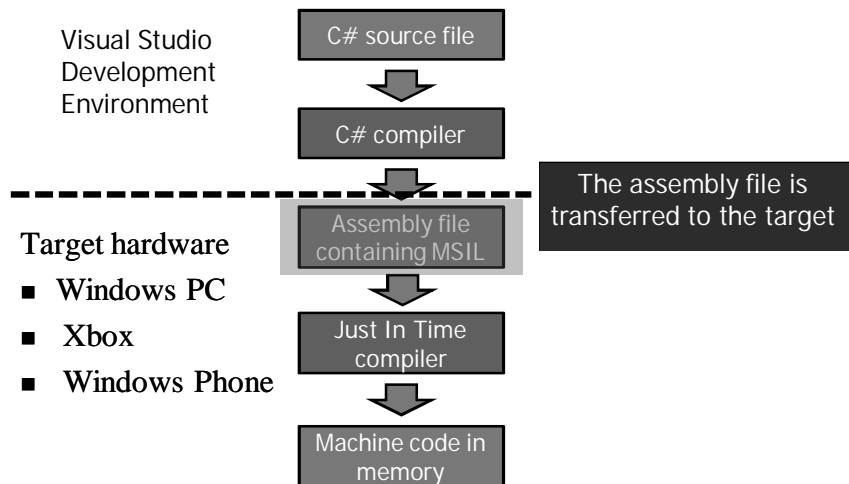 Visual Studio
Development
Environment
C# source file
C# compiler
The assembly file is
transferred to the target
Assembly file
containing MSIL
Target hardware
■ Windows PC
■ Xbox
■ Windows Phone
Just In Time
compiler
Machine code in
memory